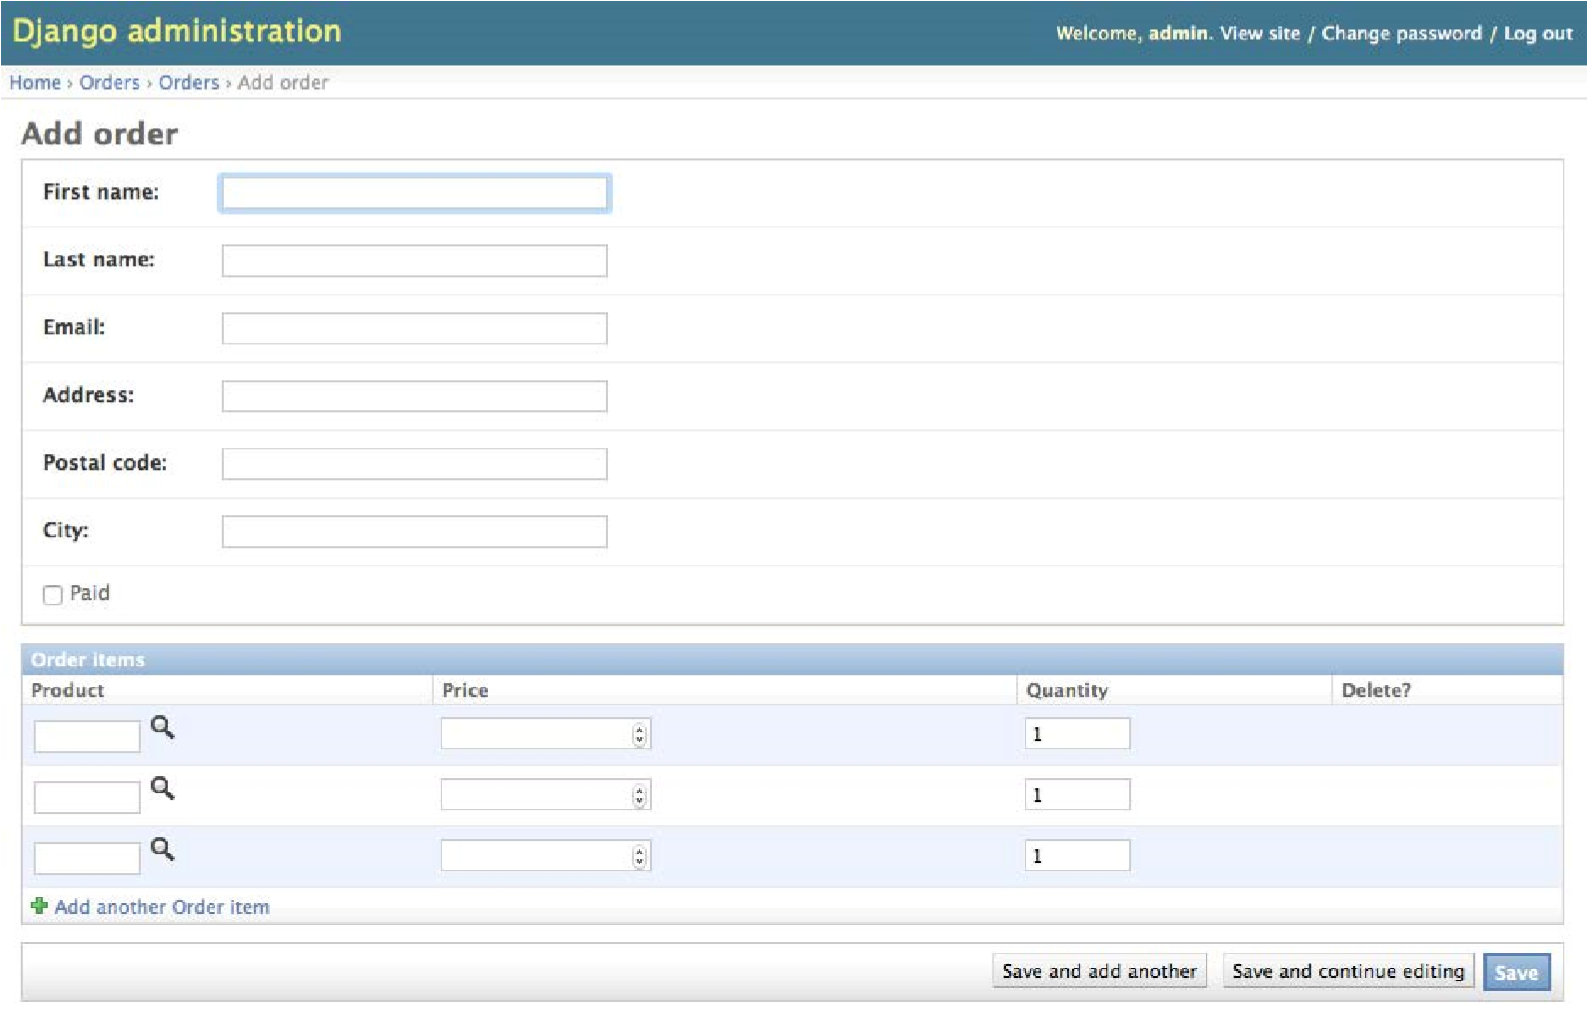 Django administration
Welcome, admin. View site / Change password / Log out
Home › Orders › Orders › Add order
Add order
First name:
Last name:
Email:
Address:
Postal code:
City:
Paid
Order items
Product Price Quantity Delete?
1
1
1
Add another Order item
Save and add another Save and continue editing Save